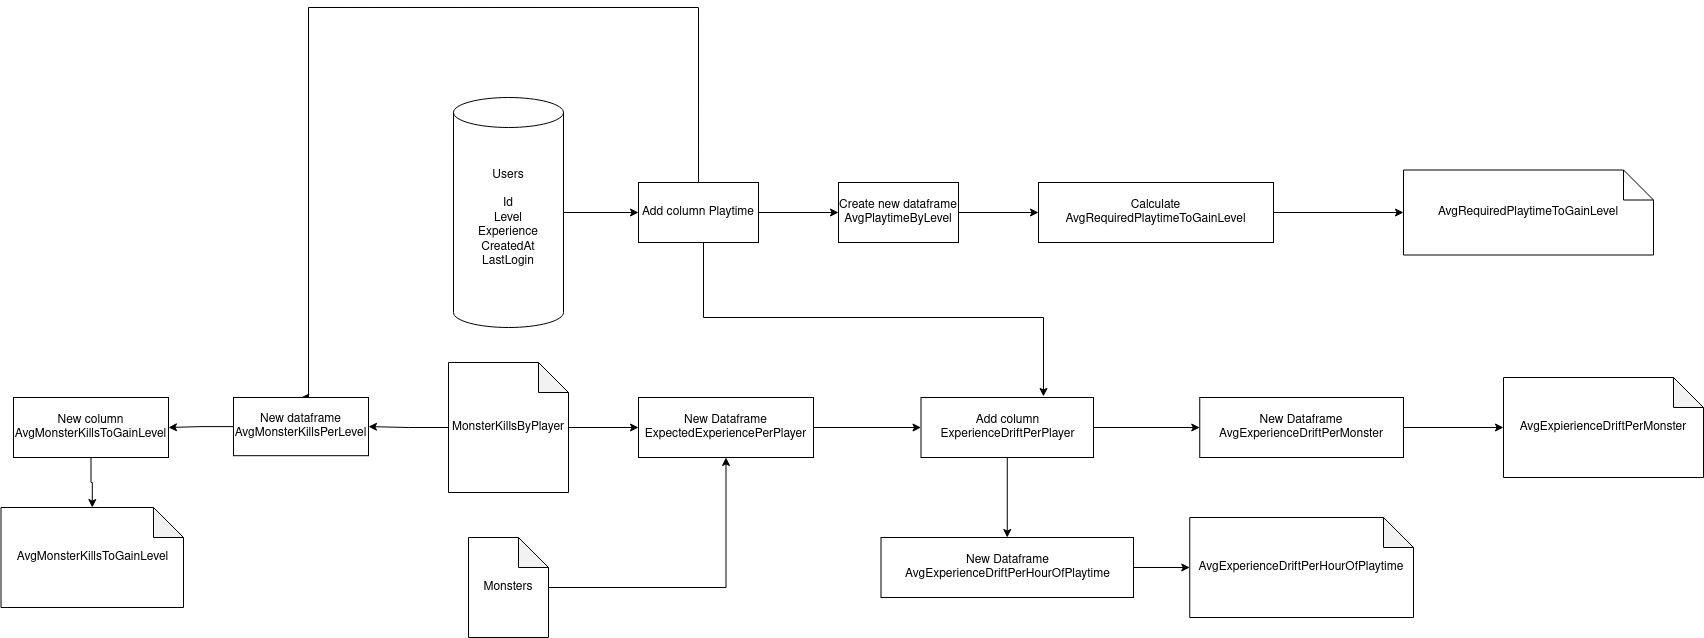 Users
Id
Level
Experience
CreatedAt
LastLogin
Add column Playtime
Create new dataframe
AvgPlaytimeByLevel
Calculate
AvgRequiredPlaytimeToGainLevel
AvgRequiredPlaytimeToGainLevel
New column
AvgMonsterKillsToGainLevel
New dataframe
AvgMonsterKillsPerLevel
MonsterKillsByPlayer
New Dataframe
ExpectedExperiencePerPlayer
Add column
ExperienceDriftPerPlayer
New Dataframe
AvgExperienceDriftPerMonster
AvgExpierienceDriftPerMonster
AvgMonsterKillsToGainLevel
Monsters
New Dataframe
AvgExperienceDriftPerHourOfPlaytime
AvgExperienceDriftPerHourOfPlaytime